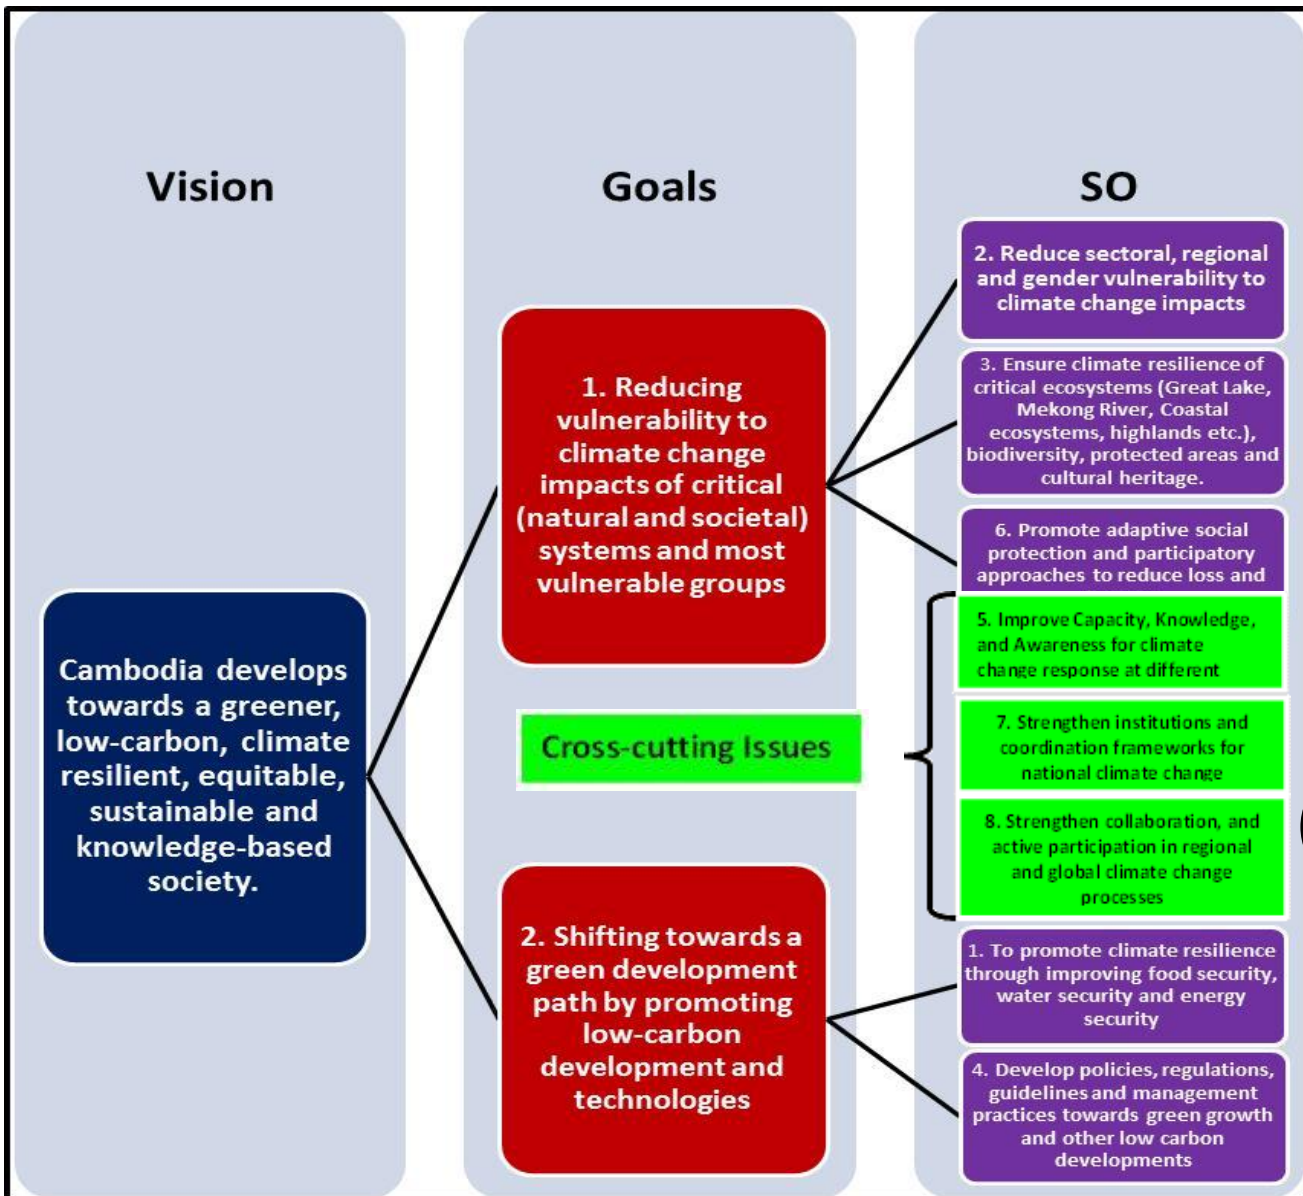 Vision
Goals
SO
Cambodia develops
towards a greener,
low-carbon, climate
resilient, equitable,
sustainable and
knowledge-based
society.
1. Reducing
vulnerability to
climate change
impacts of critical
(natural and societal)
systems and most
vulnerable groups
Cross-cutting Issues
2. Shifting towards a
green development
path by promoting
low-carbon
development and
technologies
2. Reduce sectoral, regional
and gender vulnerability to
climate change impacts
3. Ensure climate resilience of
critical ecosystems (Great Lake,
Mekong River, Coastal
ecosystems, highlands etc.),
biodiversity, protected areas and
cultural heritage.
6. Promote adaptive social
protection and participatory
approaches to reduce loss and
5. Improve Capacity, Knowledge,
and Awareness for climate
change response at different
7. Strengthen institutions and
coordination frameworks for
national climate change
8. Strengthen collaboration, and
active participation in regional
and global climate change
processes
1. To promote climate resilience
through improving food security,
water security and energy
security
4. Develop policies, regulations,
guidelines and management
practices towards green growth
and other low carbon
developments